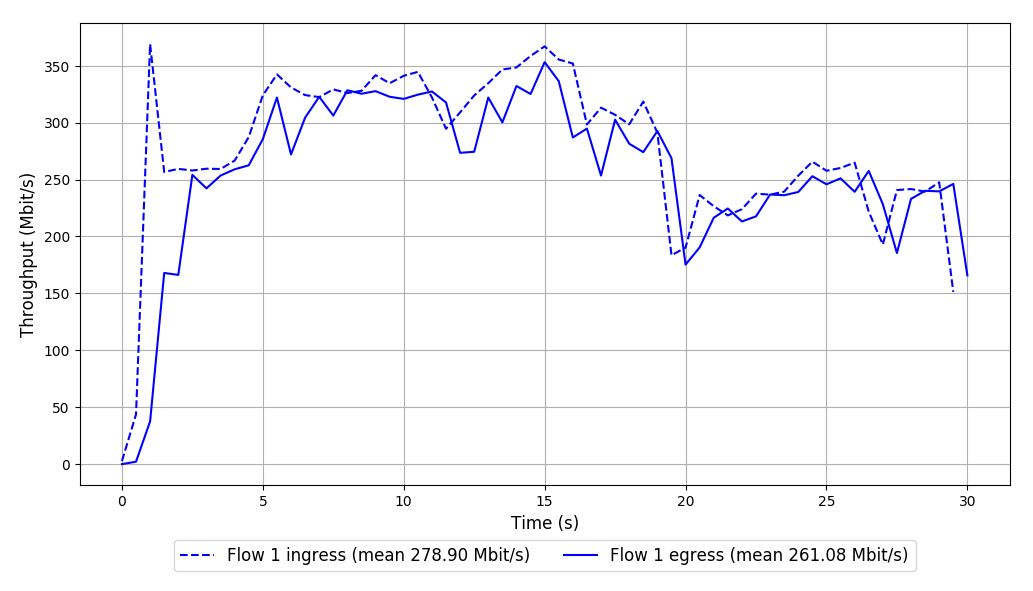 Throughput (Mbit/s)
350
300
250
200
150
100
50
0
0 5 10 15 20 25 30
Time (s)
Flow 1 ingress (mean 278.90 Mbit/s) Flow 1 egress (mean 261.08 Mbit/s)